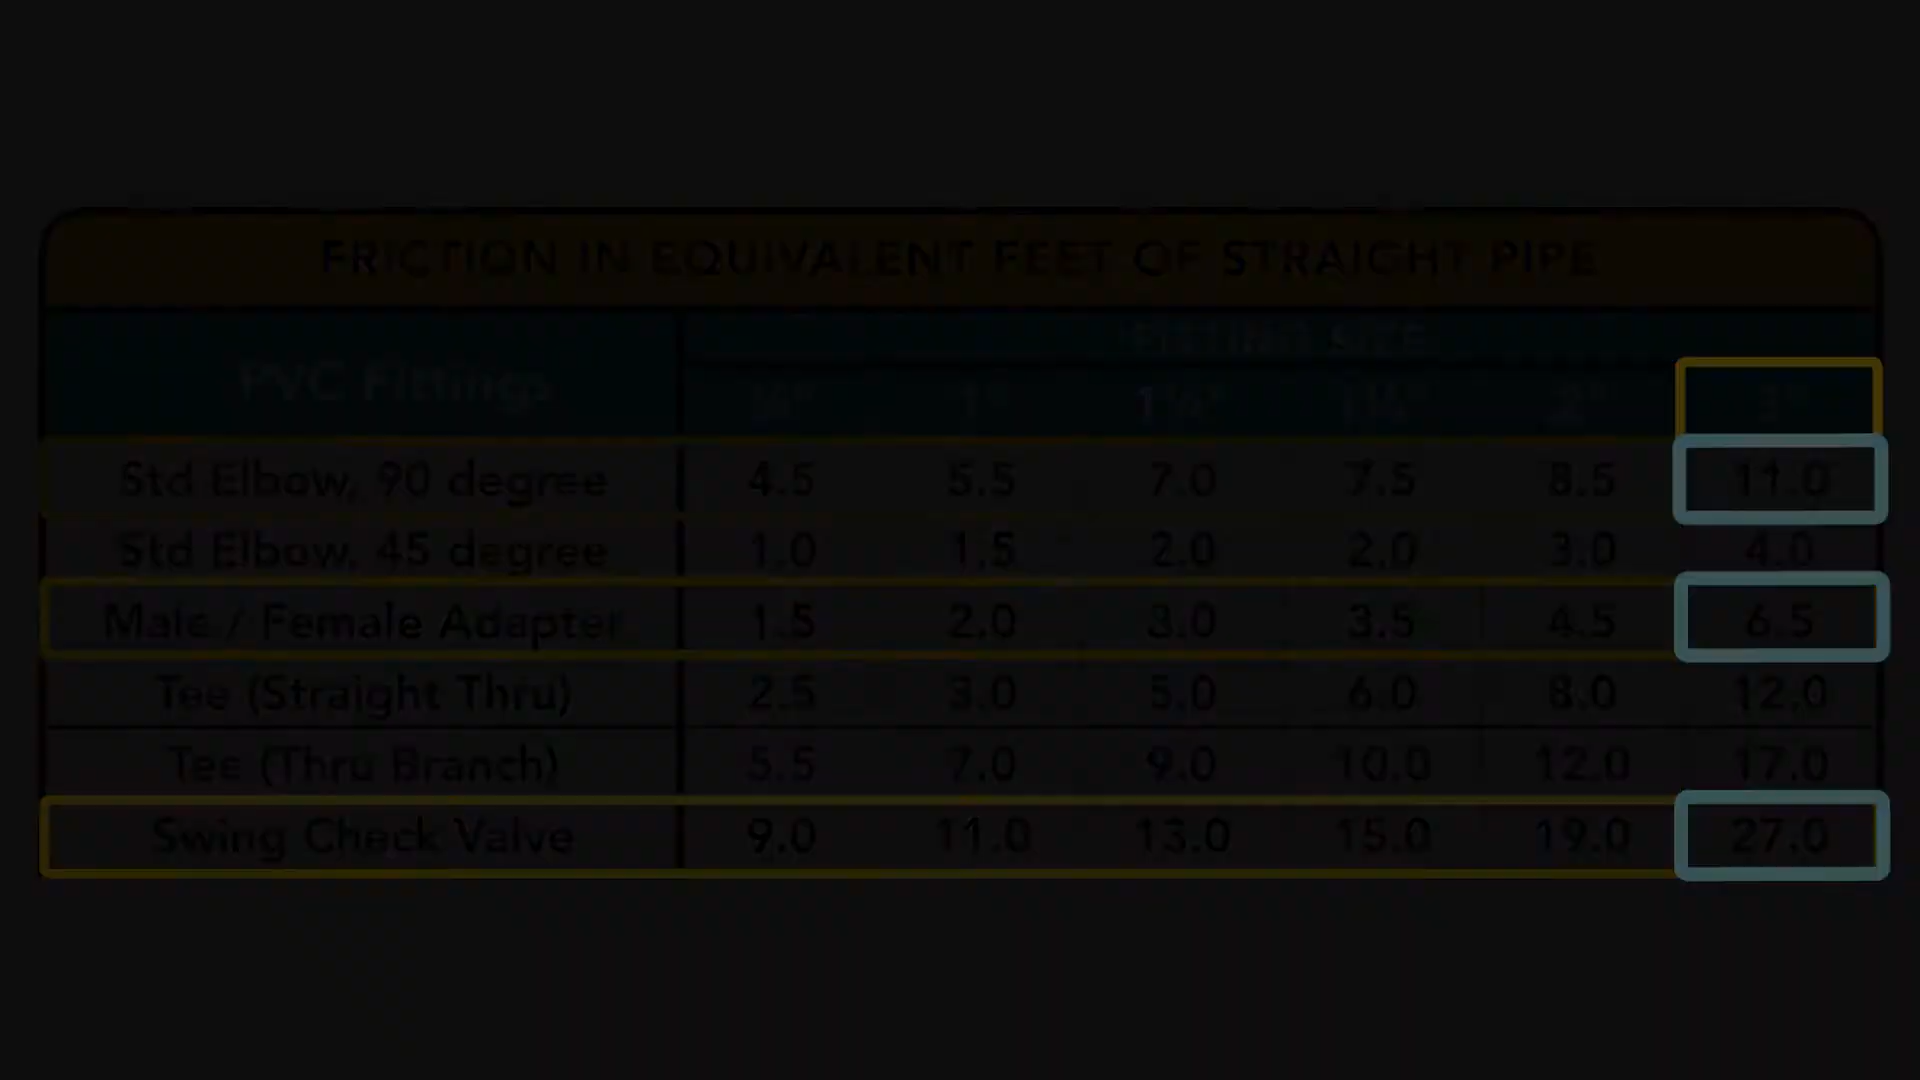 FRICTION IN EQUIVALENT FEET OF STRAIGHT PIPE
FITTING SIZE
PVC Fittings
¾" 1" 1¼" 1½" 2" 3"
Std Elbow, 90 degree 4.5 5.5 7.0 7.5 8.5 11.0
Std Elbow, 45 degree 1.0 1.5 2.0 2.0 3.0 4.0
Male / Female Adapter 1.5 2.0 3.0 3.5 4.5 6.5
Tee (Straight Thru) 2.5 3.0 5.0 6.0 8.0 12.0
Tee (Thru Branch) 5.5 7.0 9.0 10.0 12.0 17.0
Swing Check Valve 9.0 11.0 13.0 15.0 19.0 27.0